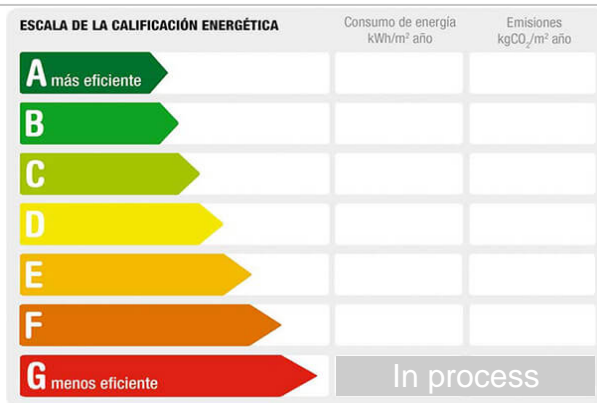 ESCALA DE LA CALIFICACIÓN ENERGÉTICA
Consumo de energía
kWh/m² año
Emisiones
kgCO₂/m² año
A más eficiente
B
C
D
E
F
G menos eficiente
In process